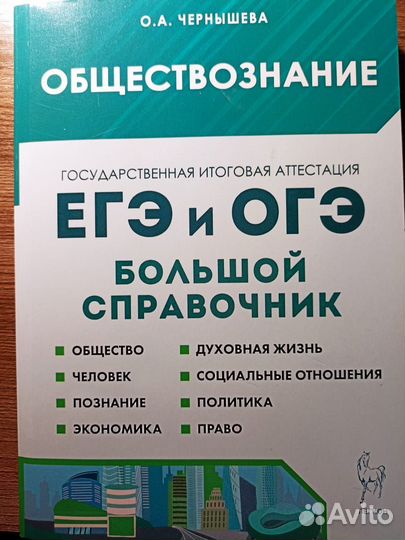 О.А. ЧЕРНЫШЕВА
ОБЩЕСТВОЗНАНИЕ
ГОСУДАРСТВЕННАЯ ИТОГОВАЯ АТТЕСТАЦИЯ
ЕГЭ и ОГЭ
БОЛЬШОЙ
СПРАВОЧНИК
ОБЩЕСТВО
ЧЕЛОВЕК
ПОЗНАНИЕ
ЭКОНОМИКА
ДУХОВНАЯ ЖИЗНЬ
СОЦИАЛЬНЫЕ ОТНОШЕНИЯ
ПОЛИТИКА
ПРАВО
Avito